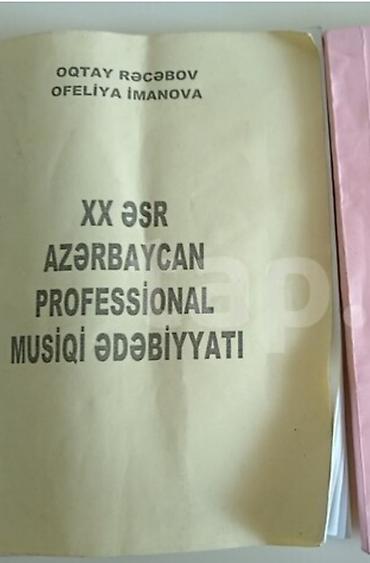 OQTAY RƏCƏBOV
OFELİYA İMANOVA
XX ƏSR
AZƏRBAYCAN
PROFESSİONAL
MUSİQİ ƏDƏBİYYATI